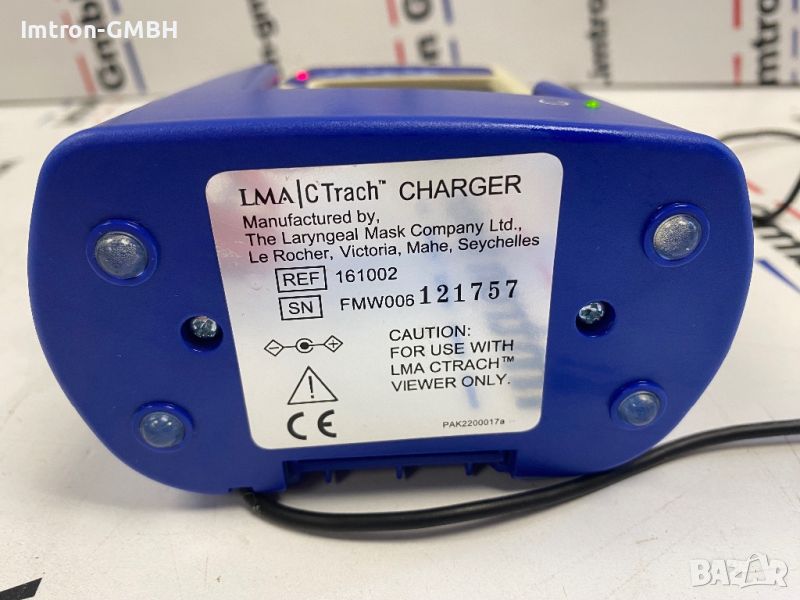 Imtron-GMBH
LMA|CTrach™ CHARGER
Manufactured by,
The Laryngeal Mask Company Ltd.,
Le Rocher, Victoria, Mahe, Seychelles
REF 161002
SN FMW006 121757
CAUTION:
FOR USE WITH
LMA CTRACH™
VIEWER ONLY.
CE
PAK2200017a
BAZAR